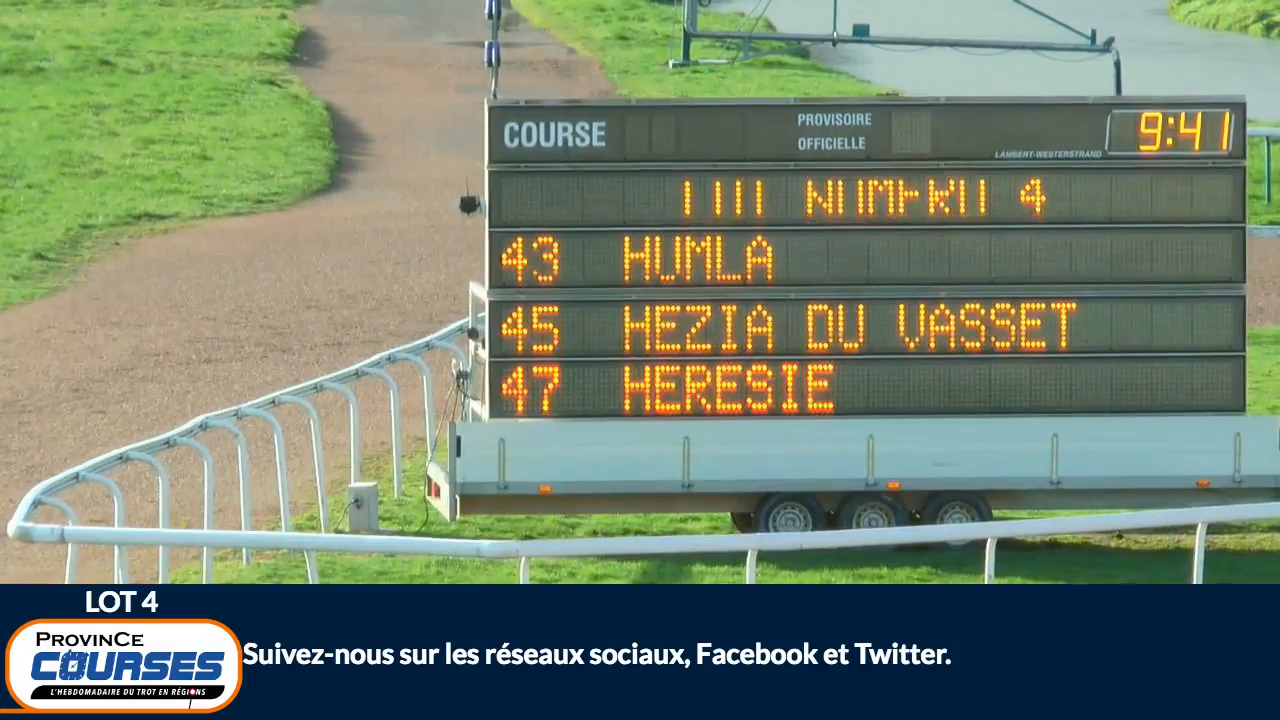 COURSE
PROVISOIRE
OFFICIELLE
9:41
LAMBERT-WESTERSTRAND
4
43 HUMLA
45 HEZIA DU VASSET
47 HERESIE
LOT 4
PROVINCE
COURSES
L'HEBDOMADAIRE DU TROT EN RÉGIONS
Suivez-nous sur les réseaux sociaux, Facebook et Twitter.